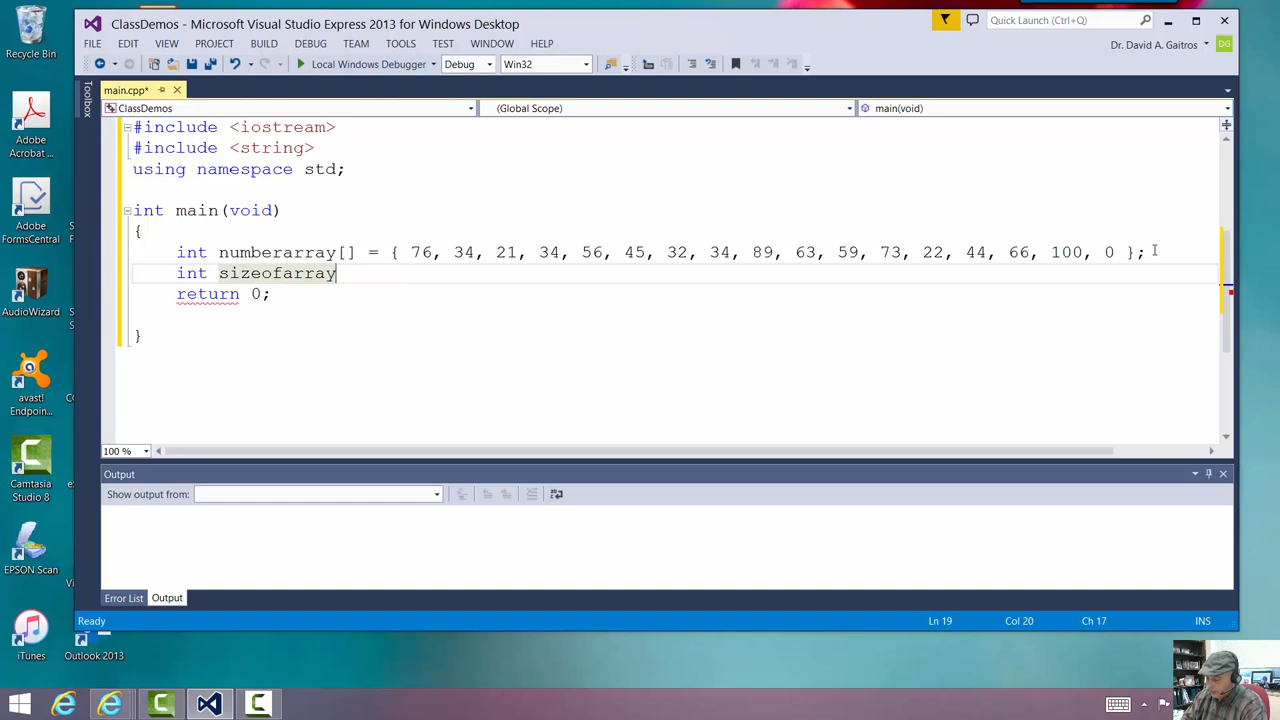 Recycle Bin
Adobe
Acrobat ...
Adobe
FormsCentral
AudioWizard
avast!
Endpoin...
Camtasia
Studio 8
EPSON Scan
iTunes
Outlook 2013
ClassDemos - Microsoft Visual Studio Express 2013 for Windows Desktop
Quick Launch (Ctrl+Q)
FILE EDIT VIEW PROJECT BUILD DEBUG TEAM TOOLS TEST WINDOW HELP
Dr. David A. Gaitros DG
Local Windows Debugger Debug Win32
Toolbox
main.cpp*
ClassDemos (Global Scope) main(void)
#include <iostream>
#include <string>
using namespace std;
int main(void)
{
int numberarray[] = { 76, 34, 21, 34, 56, 45, 32, 34, 89, 63, 59, 73, 22, 44, 66, 100, 0 };
int sizeofarray
return 0;
}
100 %
Output
Show output from:
Error List Output
Ready Ln 19 Col 20 Ch 17 INS